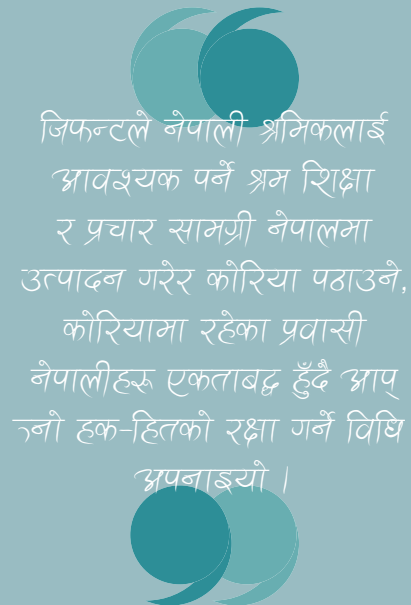 जिफन्टले नेपाली श्रमिकलाई
आवश्यक पर्ने श्रम शिक्षा
र प्रचार सामग्री नेपालमा
उत्पादन गरेर कोरिया पठाउने,
कोरियामा रहेका प्रवासी
नेपालीहरू एकताबद्ध हुँदै आप्
नो हक-हितको रक्षा गर्ने विधि
अपनाइयो ।